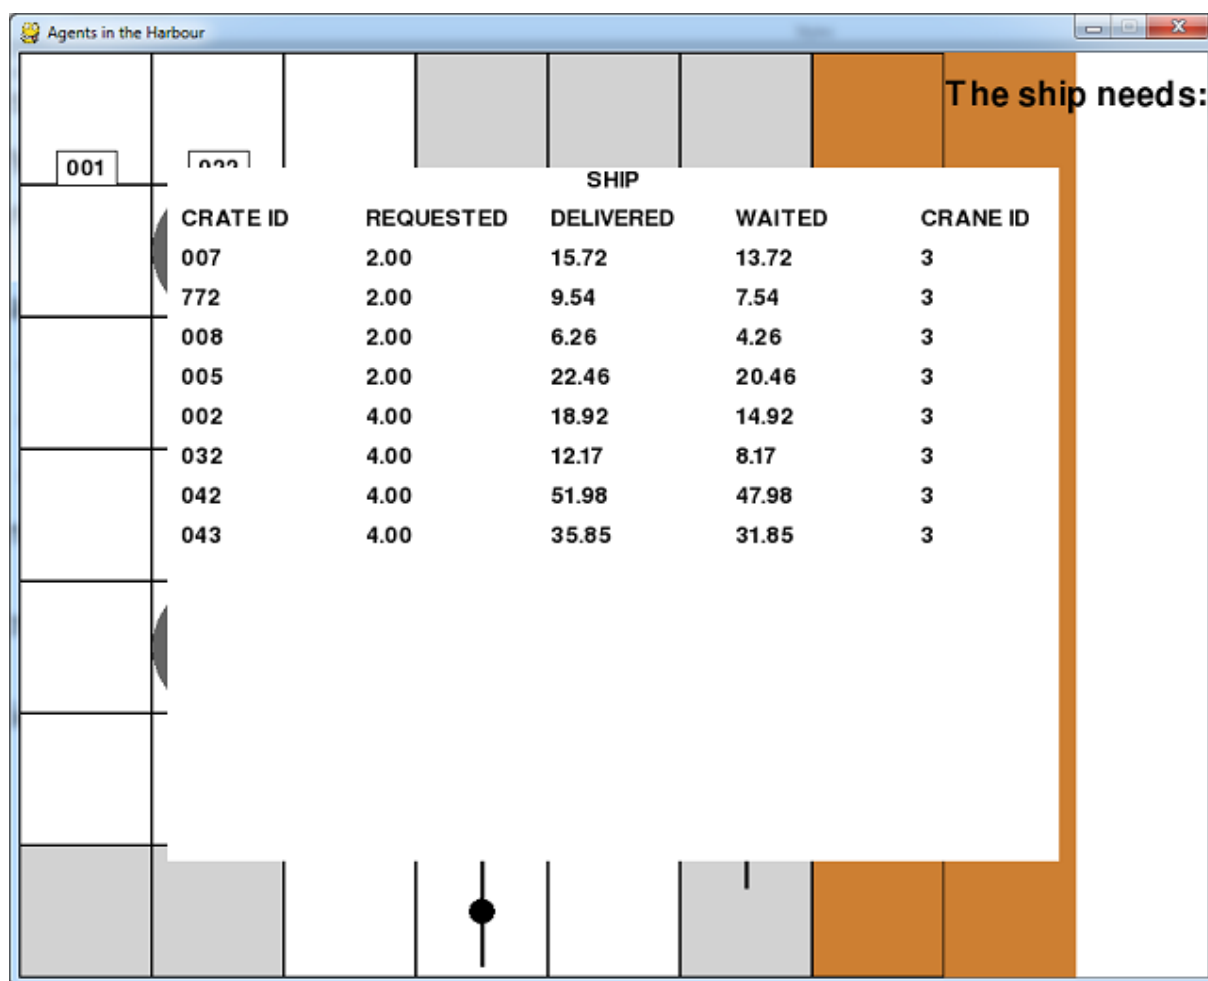 Agents in the Harbour
The ship needs:
001
SHIP
CRATE ID REQUESTED DELIVERED WAITED CRANE ID
007 2.00 15.72 13.72 3
772 2.00 9.54 7.54 3
008 2.00 6.26 4.26 3
005 2.00 22.46 20.46 3
002 4.00 18.92 14.92 3
032 4.00 12.17 8.17 3
042 4.00 51.98 47.98 3
043 4.00 35.85 31.85 3